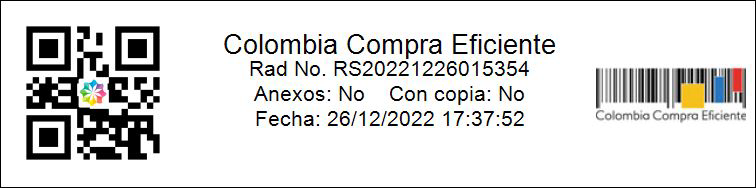 Colombia Compra Eficiente
Rad No. RS20221226015354
Anexos: No    Con copia: No
Fecha: 26/12/2022 17:37:52
Colombia Compra Eficiente